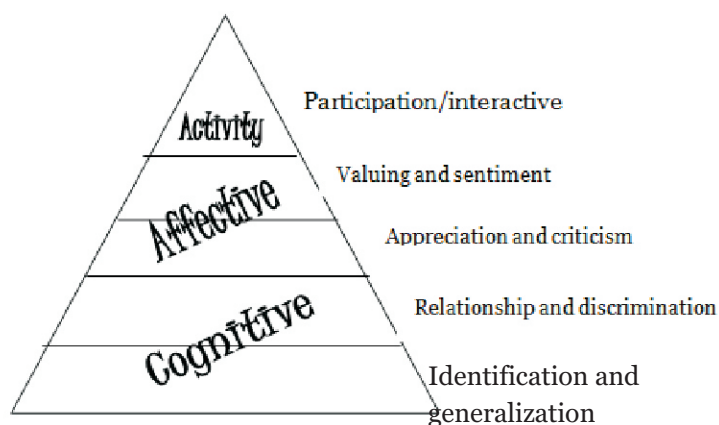 Participation/interactive
Activity
Valuing and sentiment
Affective
Appreciation and criticism
Relationship and discrimination
Cognitive
Identification and
generalization